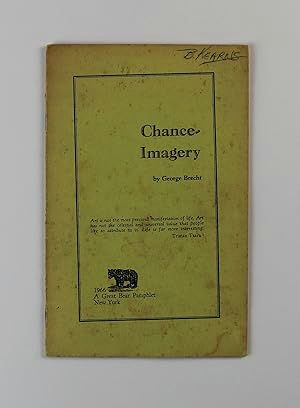 B. KEARNS
Chance-
Imagery
by George Brecht
Art is not the most precious manifestation of life. Art
has not the celestial and universal value that people
like to attribute to it. Life is far more interesting.
Tristan Tzara
1966
A Great Bear Pamphlet
New York